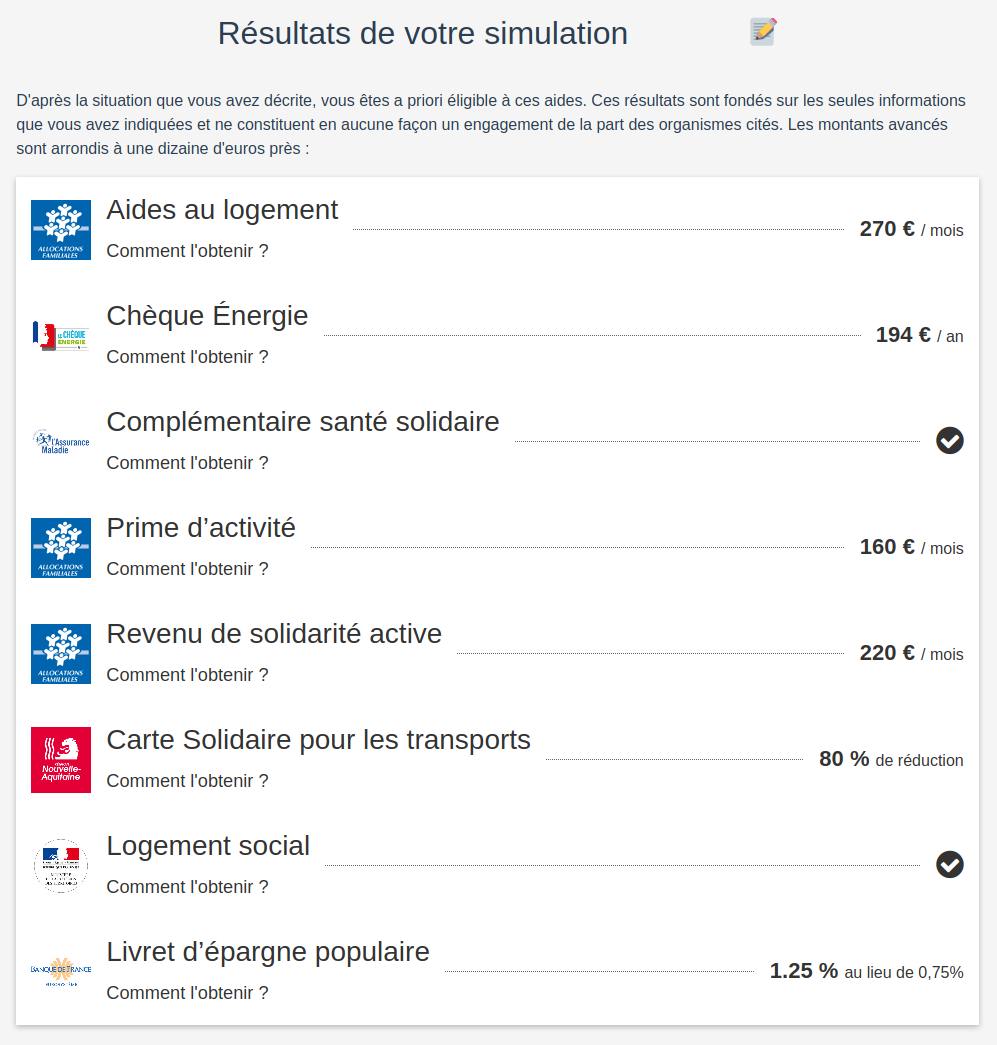 Résultats de votre simulation
D'après la situation que vous avez décrite, vous êtes a priori éligible à ces aides. Ces résultats sont fondés sur les seules informations
que vous avez indiquées et ne constituent en aucune façon un engagement de la part des organismes cités. Les montants avancés
sont arrondis à une dizaine d'euros près :
ALLOCATIONS
FAMILIALES
Aides au logement
270 € / mois
Comment l'obtenir ?
LE CHÈQUE
ENERGIE
Chèque Énergie
194 € / an
Comment l'obtenir ?
l'Assurance
Maladie
Complémentaire santé solidaire
Comment l'obtenir ?
ALLOCATIONS
FAMILIALES
Prime d’activité
160 € / mois
Comment l'obtenir ?
ALLOCATIONS
FAMILIALES
Revenu de solidarité active
220 € / mois
Comment l'obtenir ?
RÉGION
Nouvelle-
Aquitaine
Carte Solidaire pour les transports
80 % de réduction
Comment l'obtenir ?
Logement social
Comment l'obtenir ?
BANQUE DE FRANCE
EUROSYSTÈME
Livret d’épargne populaire
1.25 % au lieu de 0,75%
Comment l'obtenir ?